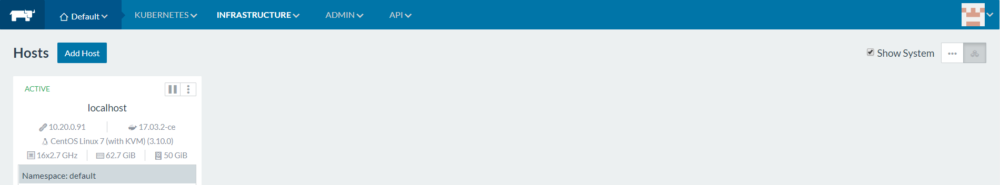 Default KUBERNETES INFRASTRUCTURE ADMIN API
Hosts Add Host Show System
ACTIVE
localhost
10.20.0.91 17.03.2-ce
CentOS Linux 7 (with KVM) (3.10.0)
16x2.7 GHz 62.7 GiB 50 GiB
Namespace: default